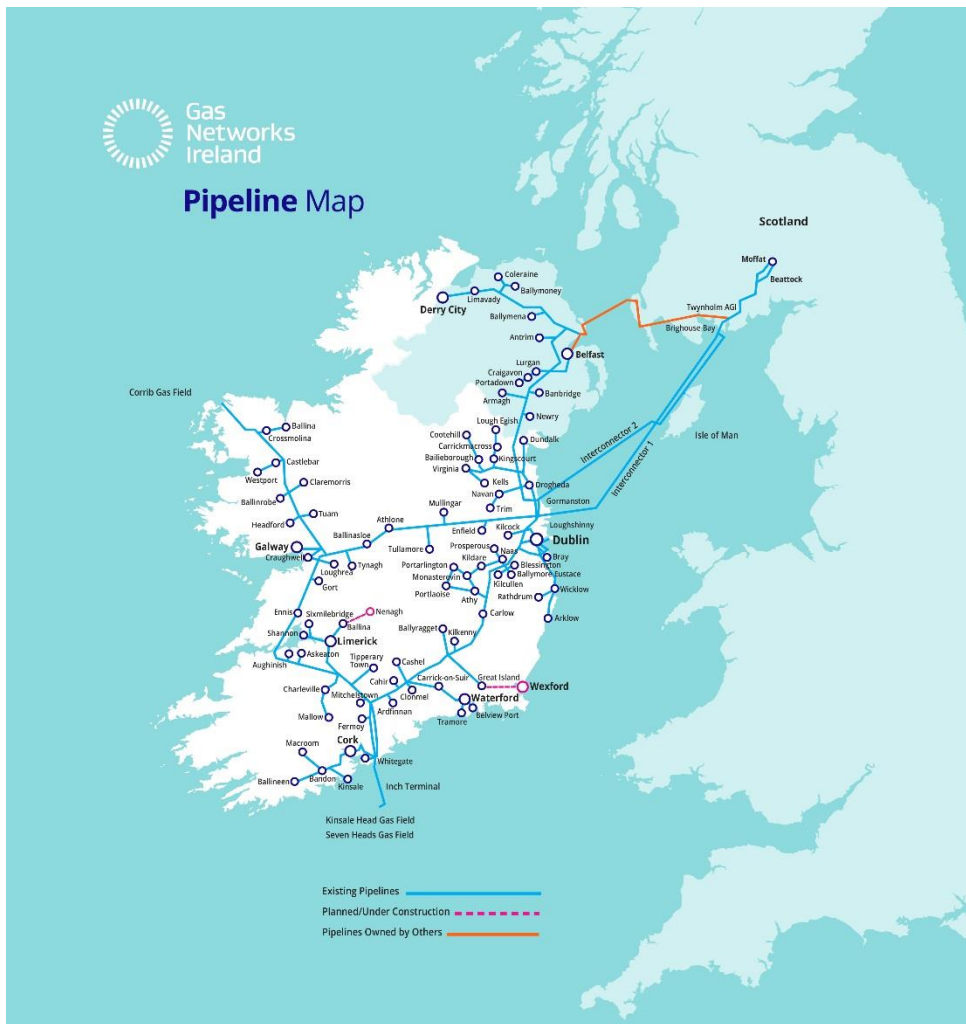 Gas
Networks
Ireland
Pipeline Map
Scotland
Moffat
Beattock
Twynholm AGI
Brighouse Bay
Coleraine
Ballymoney
Limavady
Derry City
Ballymena
Antrim
Belfast
Lurgan
Craigavon
Portadown
Armagh
Banbridge
Newry
Lough Egish
Cootehill
Carrickmacross
Dundalk
Bailieborough
Kingscourt
Virginia
Kells
Drogheda
Navan
Trim
Gormanston
Interconnector 2
Interconnector 1
Isle of Man
Corrib Gas Field
Ballina
Crossmolina
Castlebar
Westport
Claremorris
Ballinrobe
Tuam
Headford
Galway
Craughwell
Loughrea
Tynagh
Gort
Ballinasloe
Athlone
Mullingar
Tullamore
Enfield
Kilcock
Loughshinny
Dublin
Prosperous
Naas
Bray
Kildare
Blessington
Portarlington
Monasterevin
Kilcullen
Ballymore Eustace
Portlaoise
Athy
Rathdrum
Wicklow
Carlow
Arklow
Ennis
Sixmilebridge
Nenagh
Ballina
Shannon
Limerick
Ballyragget
Kilkenny
Askeaton
Aughinish
Tipperary
Town
Cashel
Carrick-on-Suir
Great Island
Wexford
Cahir
Clonmel
Waterford
Charleville
Mitchelstown
Ardfinnan
Tramore
Belview Port
Mallow
Fermoy
Cork
Macroom
Whitegate
Ballineen
Bandon
Kinsale
Inch Terminal
Kinsale Head Gas Field
Seven Heads Gas Field
Existing Pipelines
Planned/Under Construction
Pipelines Owned by Others